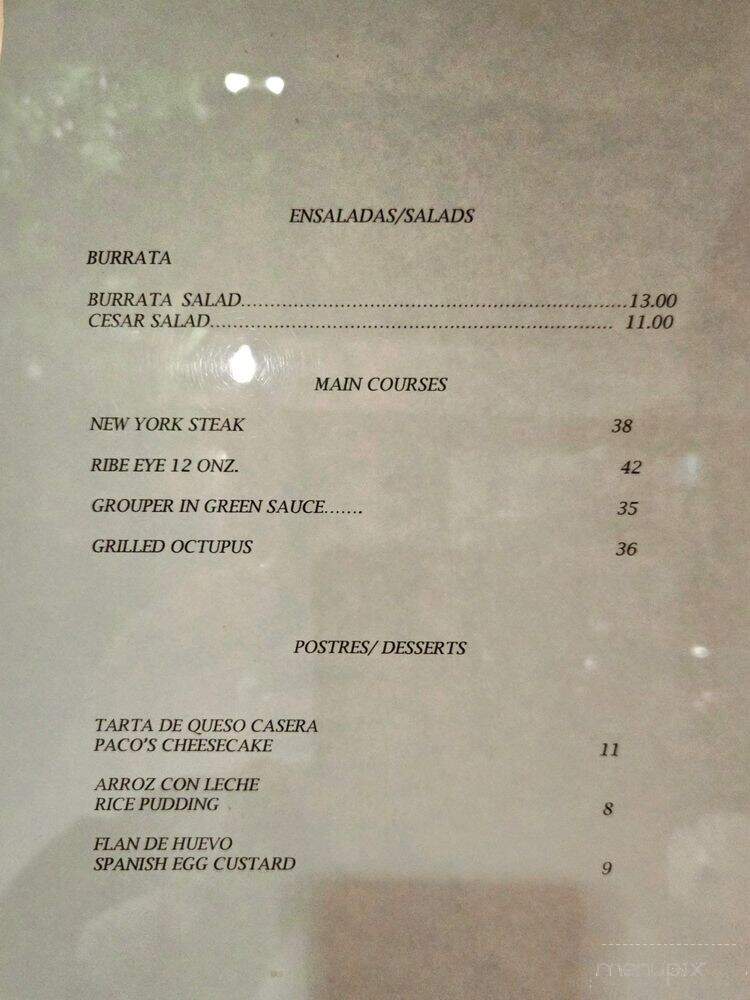 ENSALADAS/SALADS
BURRATA
BURRATA SALAD.................................................................13.00
CESAR SALAD.................................................................... 11.00
MAIN COURSES
NEW YORK STEAK 38
RIBE EYE 12 ONZ. 42
GROUPER IN GREEN SAUCE....... 35
GRILLED OCTUPUS 36
POSTRES/ DESSERTS
TARTA DE QUESO CASERA
PACO'S CHEESECAKE 11
ARROZ CON LECHE
RICE PUDDING 8
FLAN DE HUEVO
SPANISH EGG CUSTARD 9
menupix